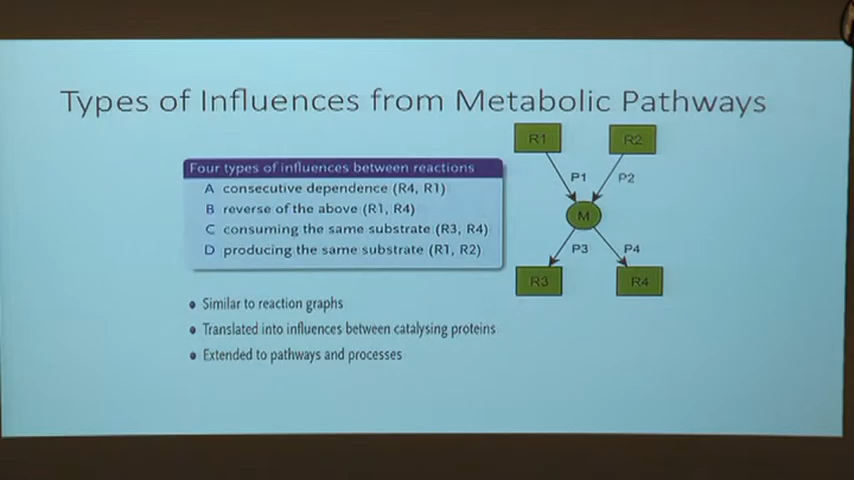 Types of Influences from Metabolic Pathways
Four types of influences between reactions
A consecutive dependence (R4, R1)
B reverse of the above (R1, R4)
C consuming the same substrate (R3, R4)
D producing the same substrate (R1, R2)
R1 R2
P1 P2
M
P3 P4
R3 R4
• Similar to reaction graphs
• Translated into influences between catalysing proteins
• Extended to pathways and processes